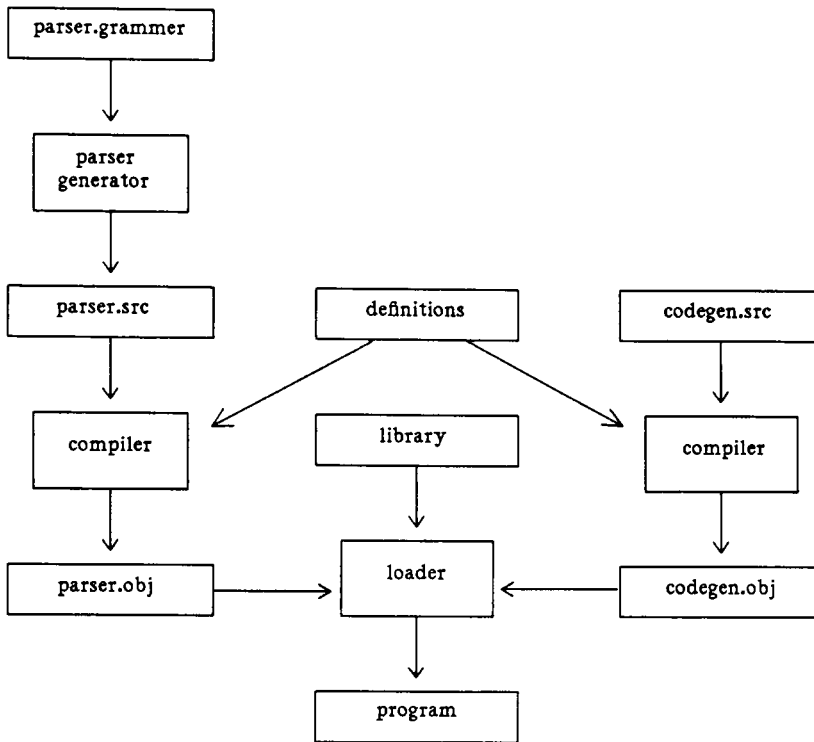 parser.grammer
parser
generator
parser.src
definitions
codegen.src
compiler
library
compiler
parser.obj
loader
codegen.obj
program